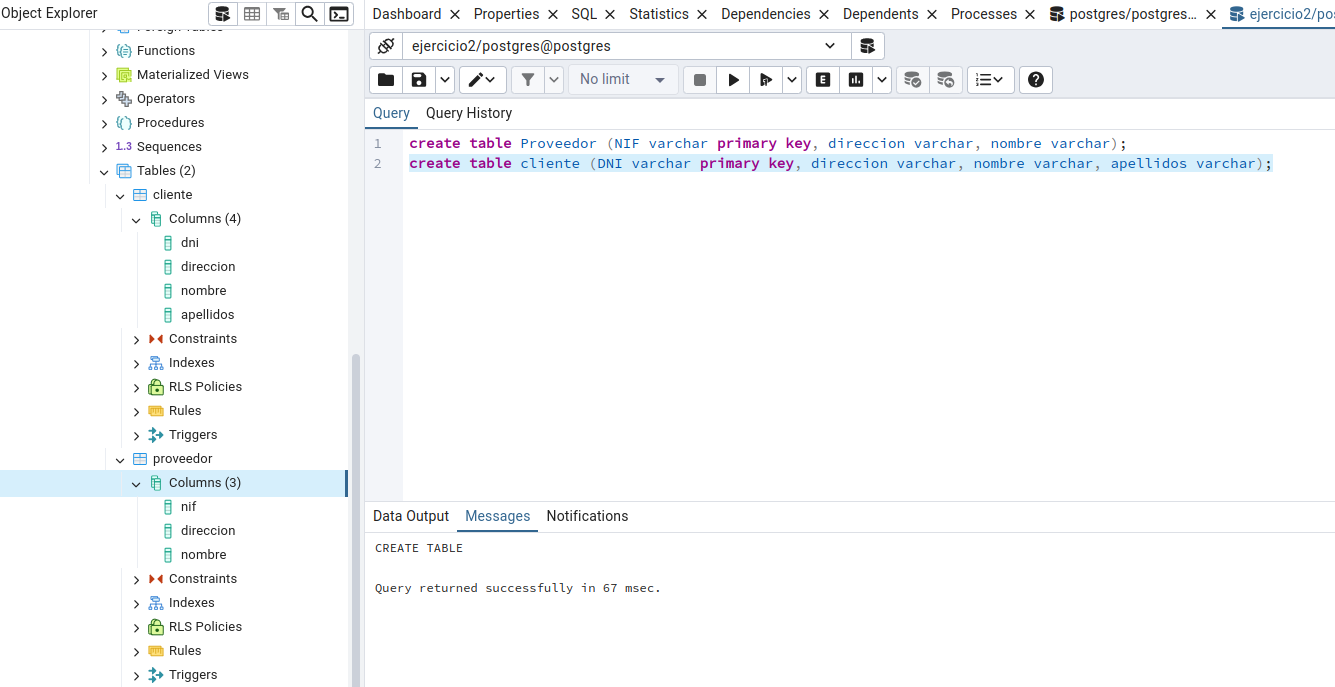 Object Explorer
Foreign Tables
Functions
Materialized Views
Operators
Procedures
1.3 Sequences
Tables (2)
cliente
Columns (4)
dni
direccion
nombre
apellidos
Constraints
Indexes
RLS Policies
Rules
Triggers
proveedor
Columns (3)
nif
direccion
nombre
Constraints
Indexes
RLS Policies
Rules
Triggers
Dashboard Properties SQL Statistics Dependencies Dependents Processes postgres/postgres... ejercicio2/pos
ejercicio2/postgres@postgres
No limit E
Query Query History
1 create table Proveedor (NIF varchar primary key, direccion varchar, nombre varchar);
2 create table cliente (DNI varchar primary key, direccion varchar, nombre varchar, apellidos varchar);
Data Output Messages Notifications
CREATE TABLE
Query returned successfully in 67 msec.